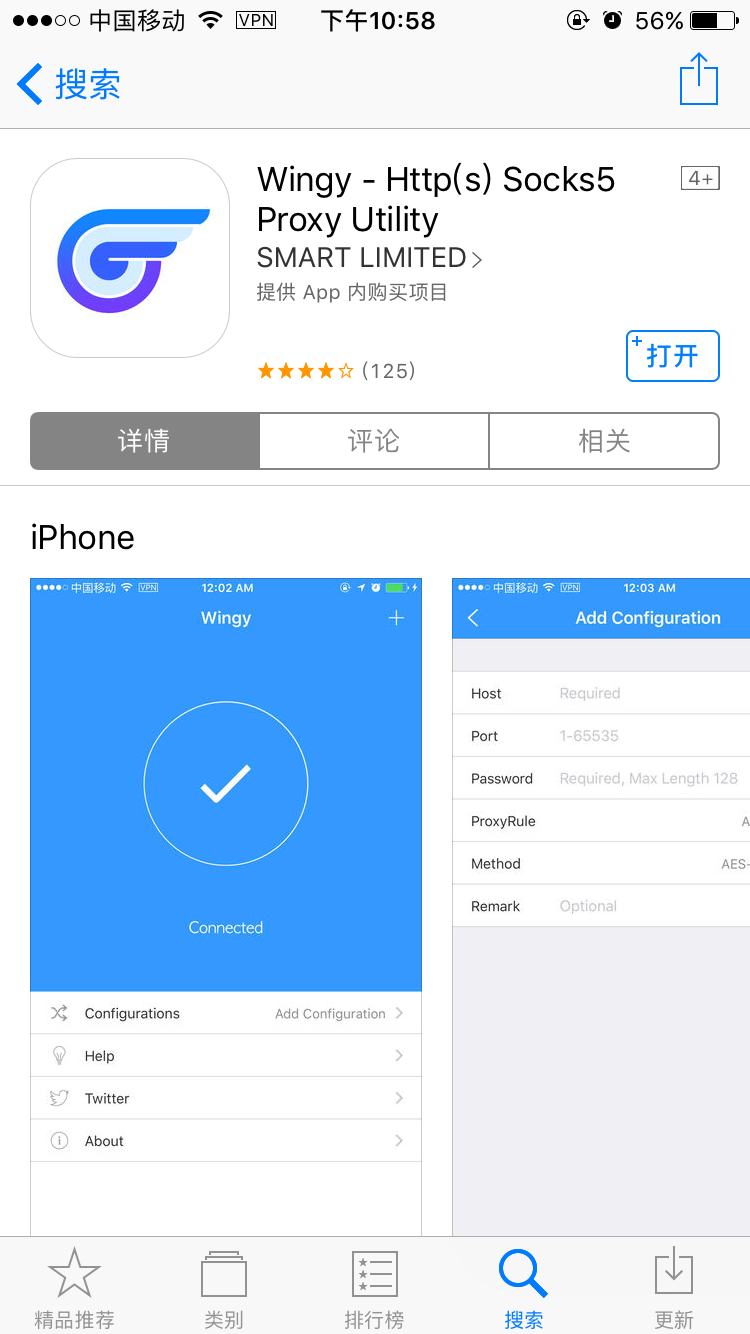 中国移动 VPN 下午10:58 56%
搜索
Wingy - Http(s) Socks5
Proxy Utility
4+
SMART LIMITED
提供 App 内购买项目
(125)
打开
详情 评论 相关
iPhone
中国移动 VPN 12:02 AM
Wingy
Connected
Configurations Add Configuration
Help
Twitter
About
中国移动 VPN 12:03 AM
Add Configuration
Host Required
Port 1-65535
Password Required, Max Length 128
ProxyRule A
Method AES-
Remark Optional
精品推荐 类别 排行榜 搜索 更新